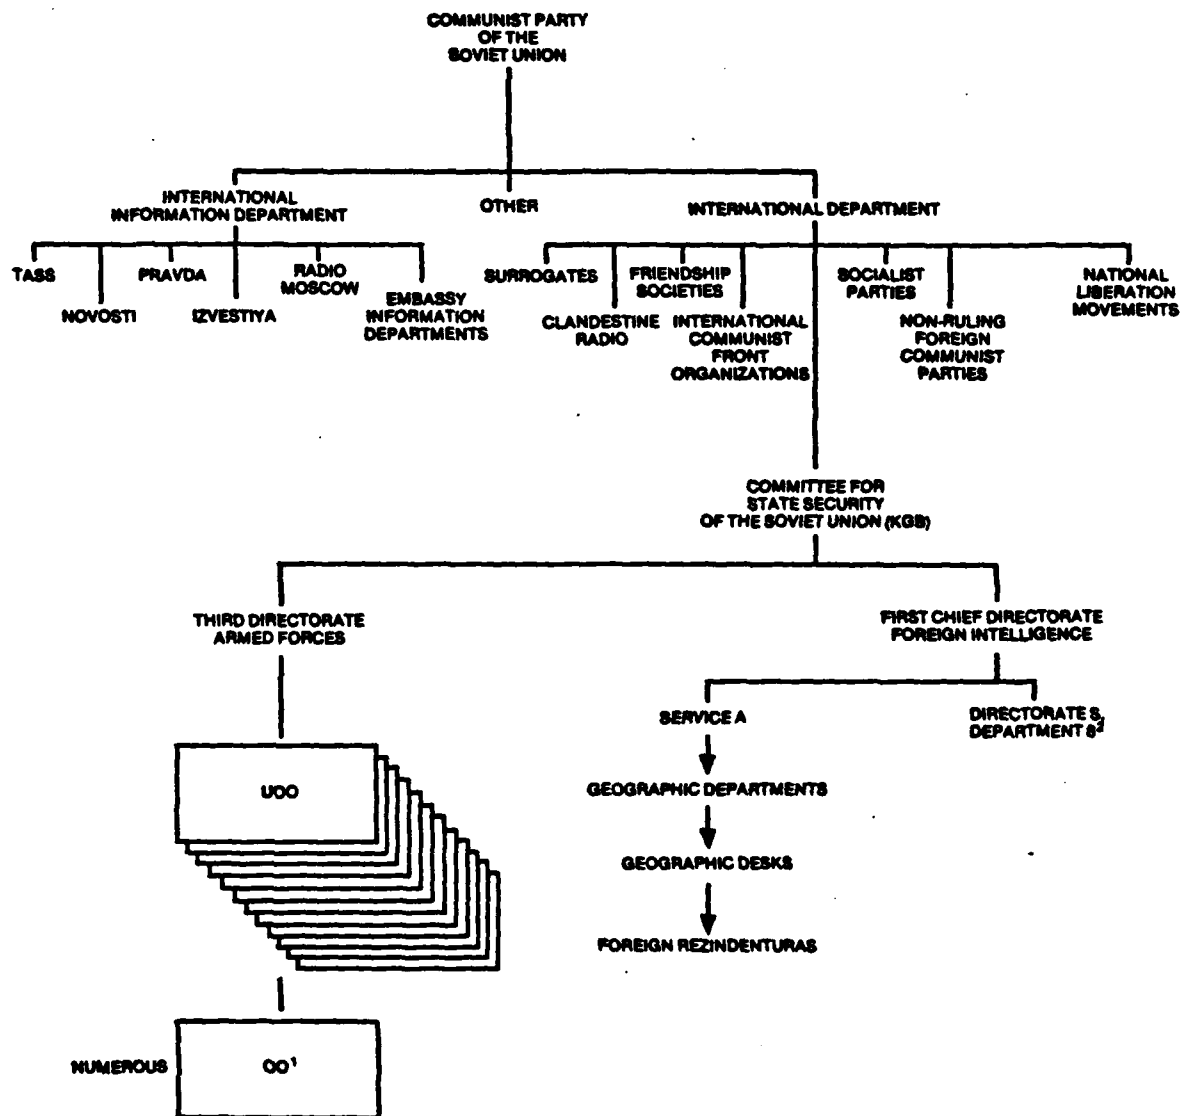 COMMUNIST PARTY
OF THE
SOVIET UNION
INTERNATIONAL
INFORMATION DEPARTMENT
OTHER
INTERNATIONAL DEPARTMENT
TASS
NOVOSTI
PRAVDA
IZVESTIYA
RADIO
MOSCOW
EMBASSY
INFORMATION
DEPARTMENTS
SURROGATES
CLANDESTINE
RADIO
FRIENDSHIP
SOCIETIES
INTERNATIONAL
COMMUNIST
FRONT
ORGANIZATIONS
SOCIALIST
PARTIES
NON-RULING
FOREIGN
COMMUNIST
PARTIES
NATIONAL
LIBERATION
MOVEMENTS
COMMITTEE FOR
STATE SECURITY
OF THE SOVIET UNION (KGB)
THIRD DIRECTORATE
ARMED FORCES
FIRST CHIEF DIRECTORATE
FOREIGN INTELLIGENCE
SERVICE A
DIRECTORATE S,
DEPARTMENT 8²
UOO
GEOGRAPHIC DEPARTMENTS
GEOGRAPHIC DESKS
FOREIGN REZINDENTURAS
NUMEROUS
OO¹